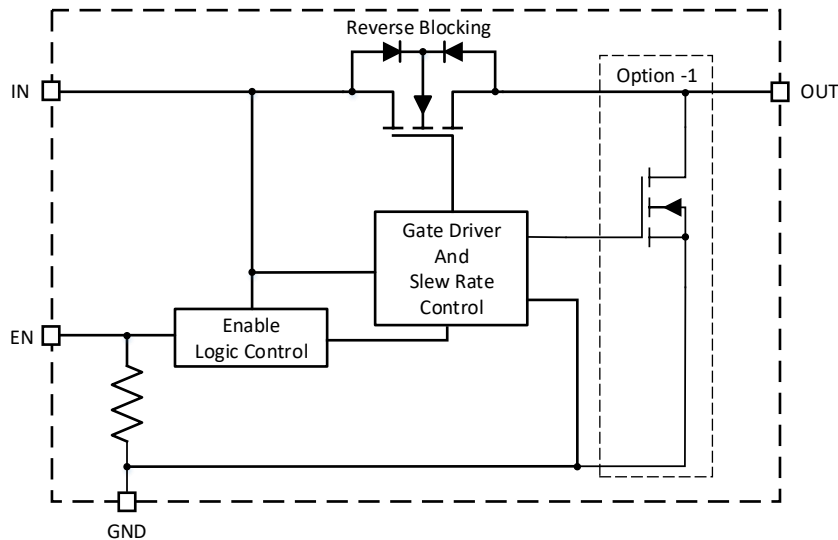 Reverse Blocking
Option -1
IN
OUT
Gate Driver
And
Slew Rate
Control
Enable
Logic Control
EN
GND